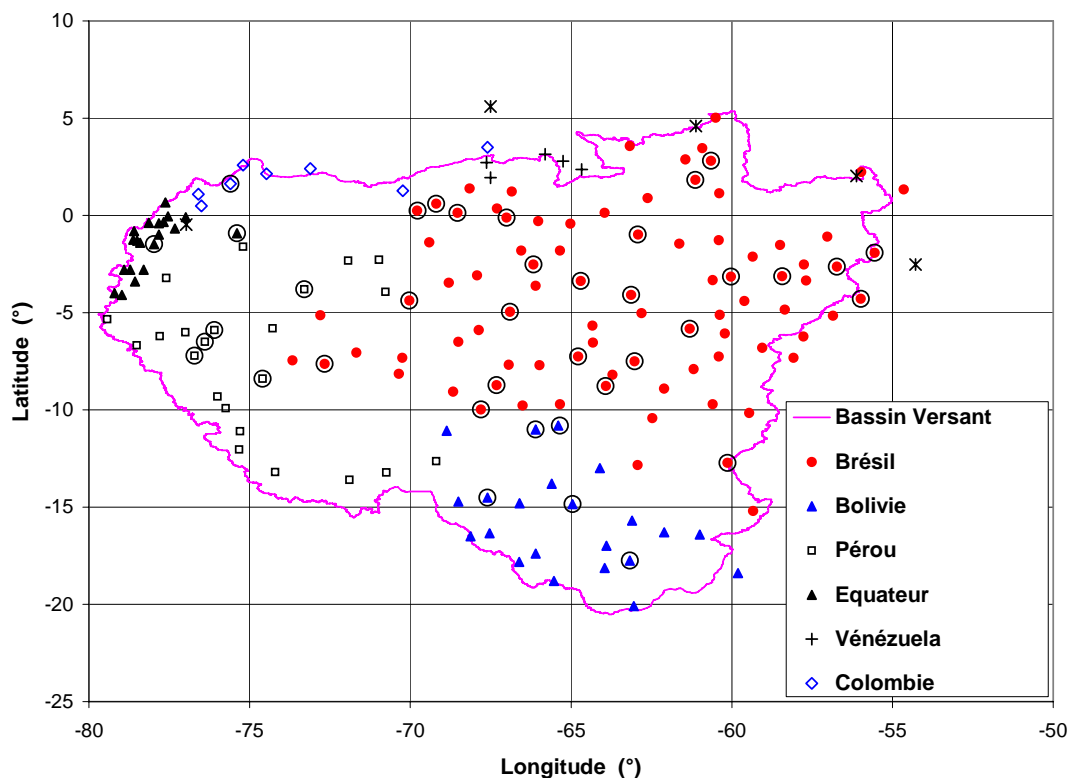 10
5
0
-5
-10
-15
-20
-25
Latitude (°)
-80 -75 -70 -65 -60 -55 -50
Longitude (°)
Bassin Versant
Brésil
Bolivie
Pérou
Equateur
Vénézuela
Colombie